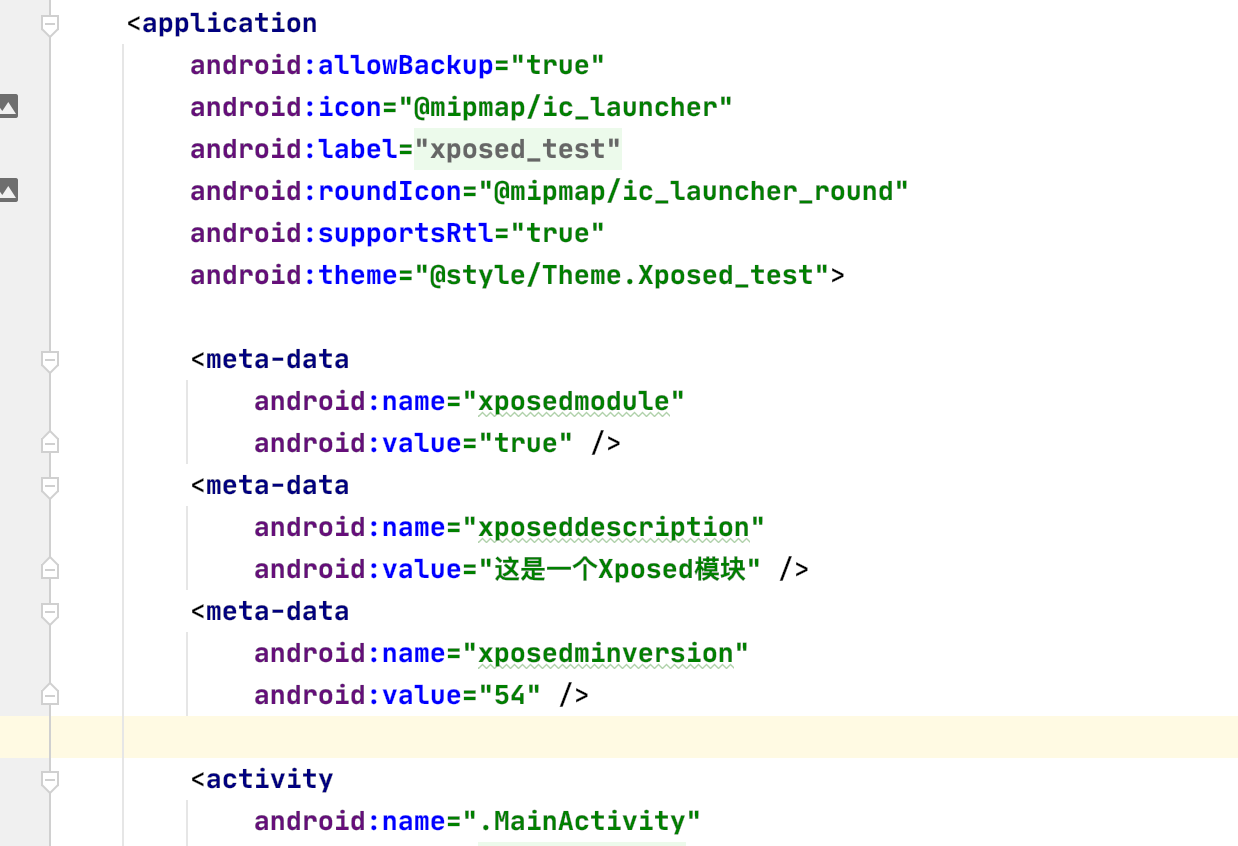 <application
android:allowBackup="true"
android:icon="@mipmap/ic_launcher"
android:label="xposed_test"
android:roundIcon="@mipmap/ic_launcher_round"
android:supportsRtl="true"
android:theme="@style/Theme.Xposed_test">
<meta-data
android:name="xposedmodule"
android:value="true" />
<meta-data
android:name="xposeddescription"
android:value="这是一个Xposed模块" />
<meta-data
android:name="xposedminversion"
android:value="54" />
<activity
android:name=".MainActivity"